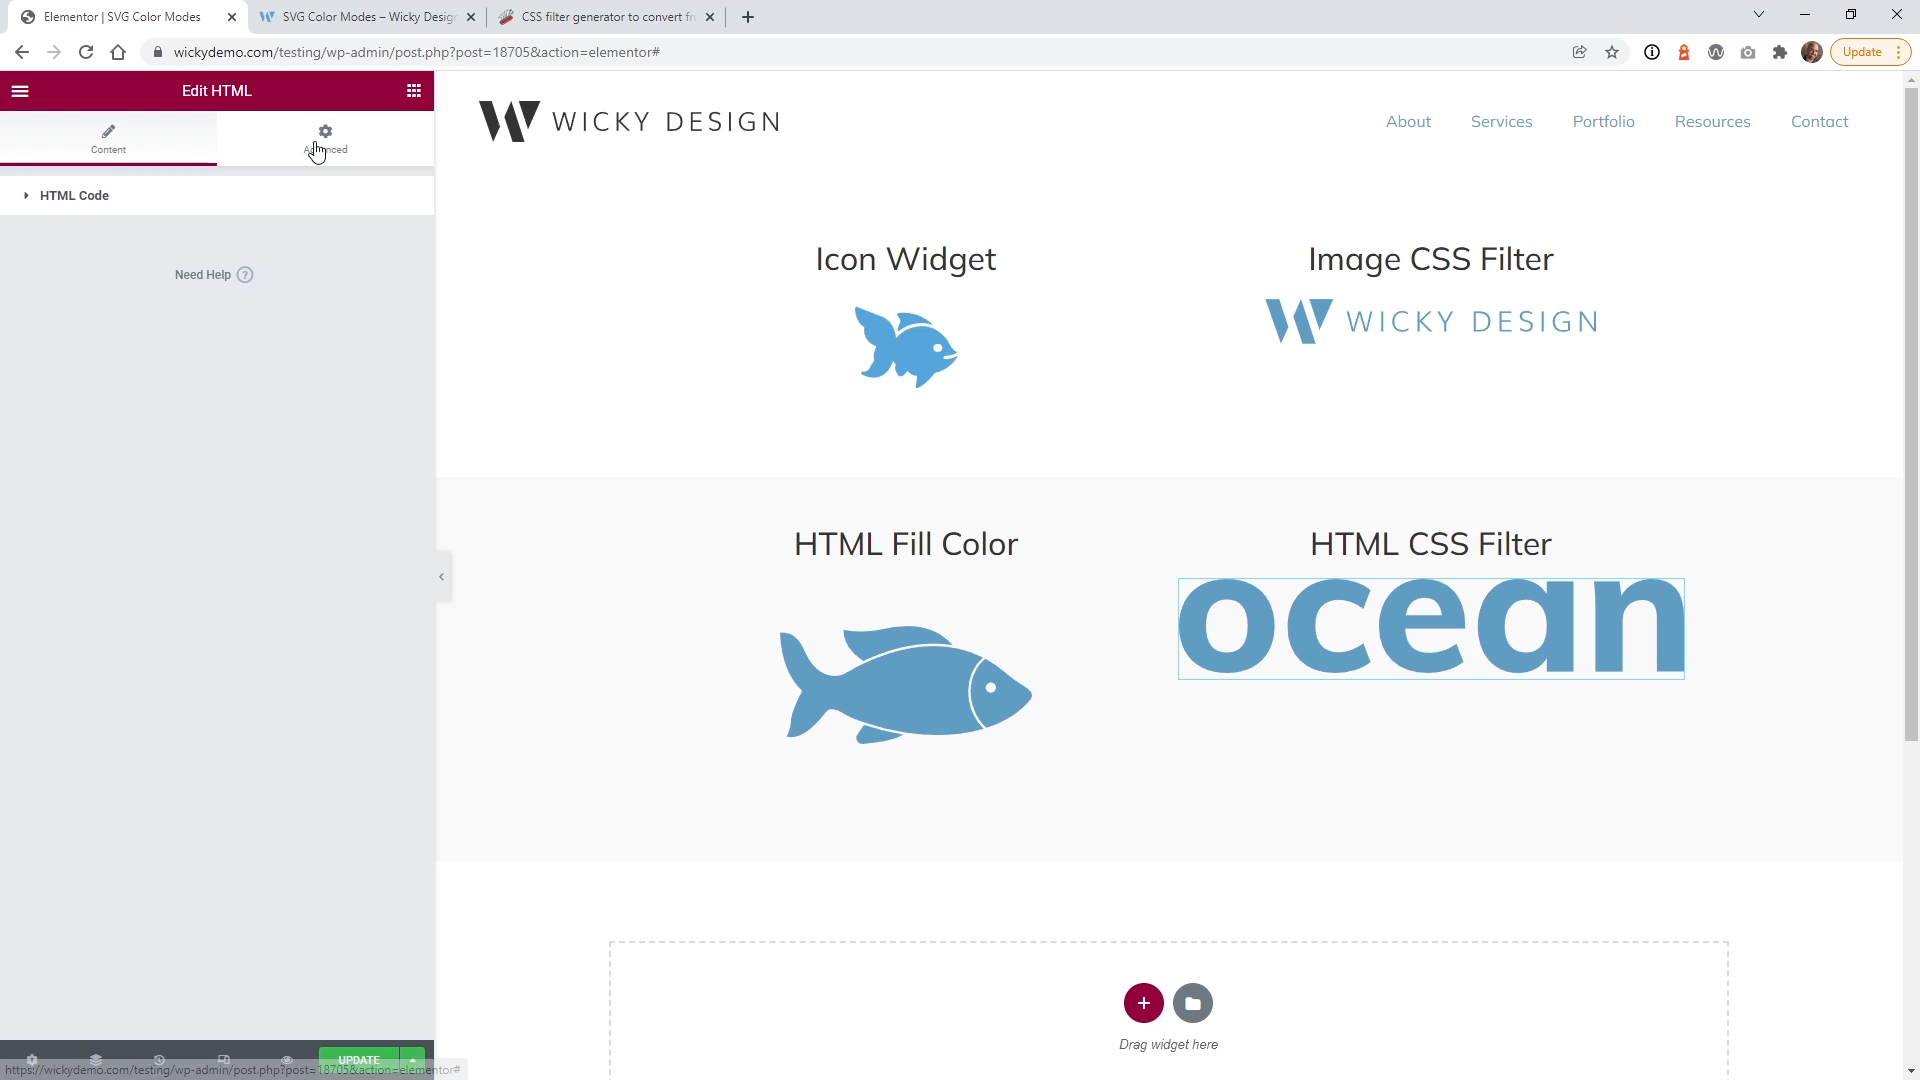 Elementor | SVG Color Modes
SVG Color Modes – Wicky Design
CSS filter generator to convert fr
wickydemo.com/testing/wp-admin/post.php?post=18705&action=elementor#
Update
Edit HTML
Content
Advanced
HTML Code
Need Help ?
WICKY DESIGN
About Services Portfolio Resources Contact
Icon Widget
Image CSS Filter
WICKY DESIGN
HTML Fill Color
HTML CSS Filter
ocean
Drag widget here
UPDATE
https://wickydemo.com/testing/wp-admin/post.php?post=18705&action=elementor#